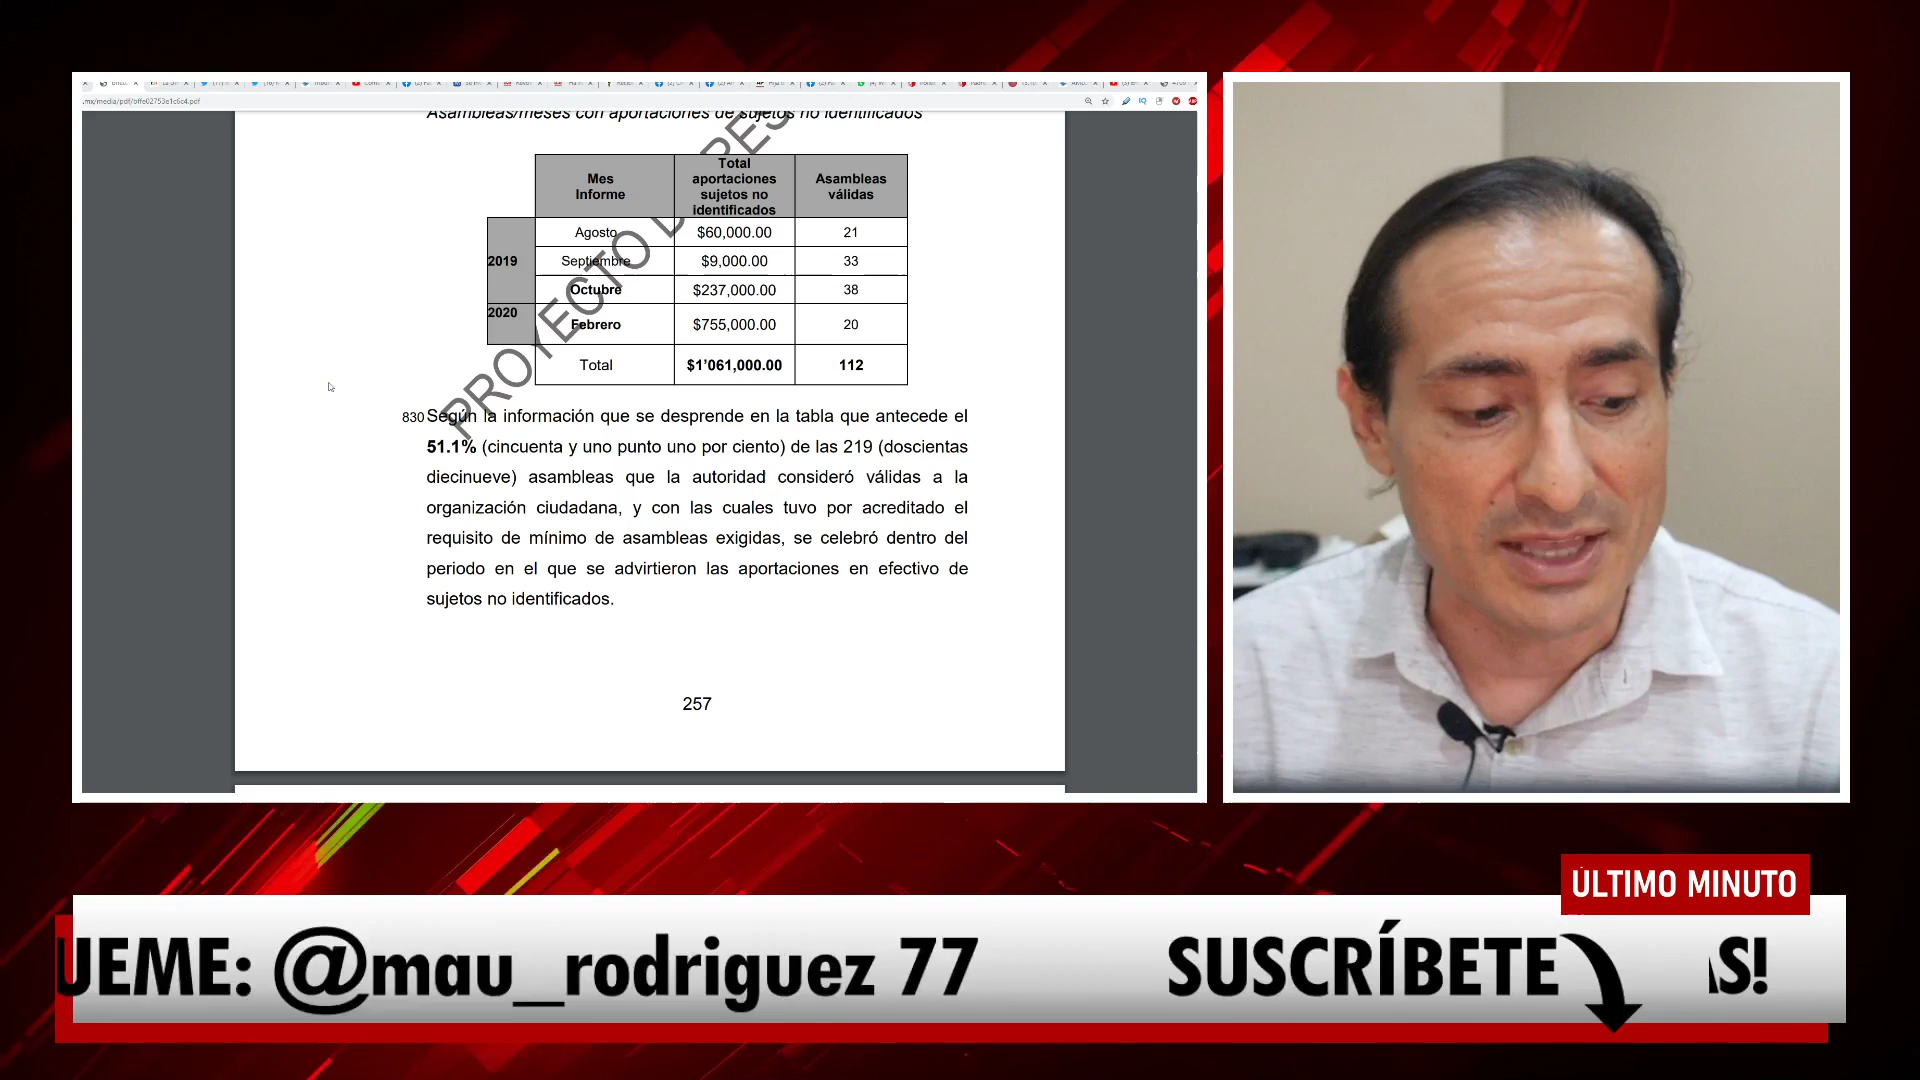 .mx/media/pdf/bffe02753e1c6c4.pdf
Asambleas/meses con aportaciones de sujetos no identificados
Mes Informe
Total aportaciones sujetos no identificados
Asambleas válidas
2019
Agosto $60,000.00 21
Septiembre $9,000.00 33
Octubre $237,000.00 38
2020
Febrero $755,000.00 20
Total $1’061,000.00 112
PROYECTO
830 Según la información que se desprende en la tabla que antecede el
51.1% (cincuenta y uno punto uno por ciento) de las 219 (doscientas
diecinueve) asambleas que la autoridad consideró válidas a la
organización ciudadana, y con las cuales tuvo por acreditado el
requisito de mínimo de asambleas exigidas, se celebró dentro del
periodo en el que se advirtieron las aportaciones en efectivo de
sujetos no identificados.
257
ÚLTIMO MINUTO
UEME: @mau_rodriguez 77 SUSCRÍBETE S!